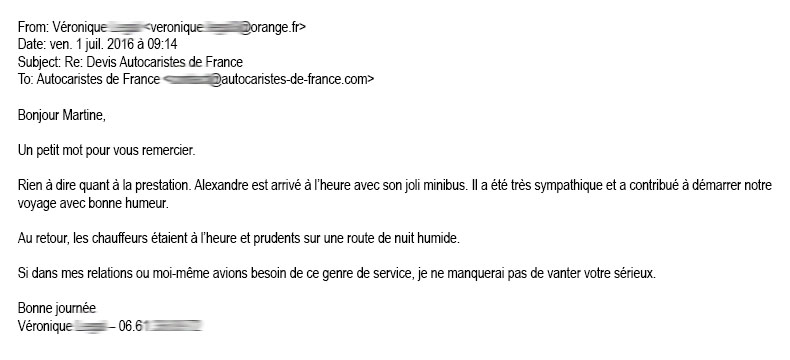 From: Véronique <veronique @orange.fr>
Date: ven. 1 juil. 2016 à 09:14
Subject: Re: Devis Autocaristes de France
To: Autocaristes de France < @autocaristes-de-france.com>
Bonjour Martine,
Un petit mot pour vous remercier.
Rien à dire quant à la prestation. Alexandre est arrivé à l'heure avec son joli minibus. Il a été très sympathique et a contribué à démarrer notre
voyage avec bonne humeur.
Au retour, les chauffeurs étaient à l'heure et prudents sur une route de nuit humide.
Si dans mes relations ou moi-même avions besoin de ce genre de service, je ne manquerai pas de vanter votre sérieux.
Bonne journée
Véronique – 06.61